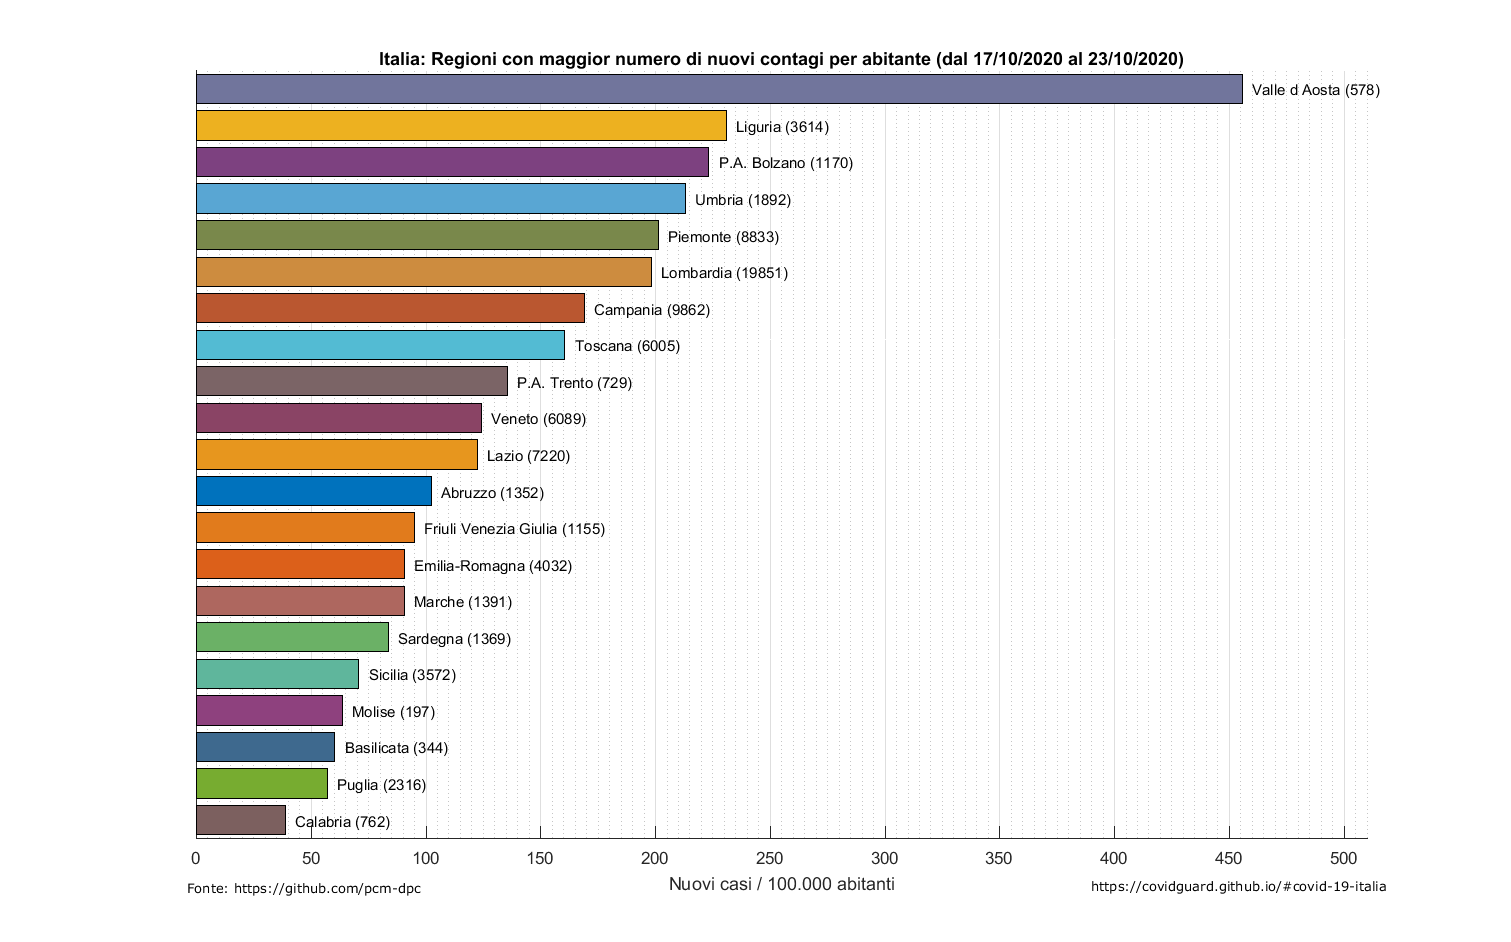 Italia: Regioni con maggior numero di nuovi contagi per abitante (dal 17/10/2020 al 23/10/2020)
Valle d Aosta (578)
Liguria (3614)
P.A. Bolzano (1170)
Umbria (1892)
Piemonte (8833)
Lombardia (19851)
Campania (9862)
Toscana (6005)
P.A. Trento (729)
Veneto (6089)
Lazio (7220)
Abruzzo (1352)
Friuli Venezia Giulia (1155)
Emilia-Romagna (4032)
Marche (1391)
Sardegna (1369)
Sicilia (3572)
Molise (197)
Basilicata (344)
Puglia (2316)
Calabria (762)
0 50 100 150 200 250 300 350 400 450 500
Nuovi casi / 100.000 abitanti
Fonte: https://github.com/pcm-dpc
https://covidguard.github.io/#covid-19-italia